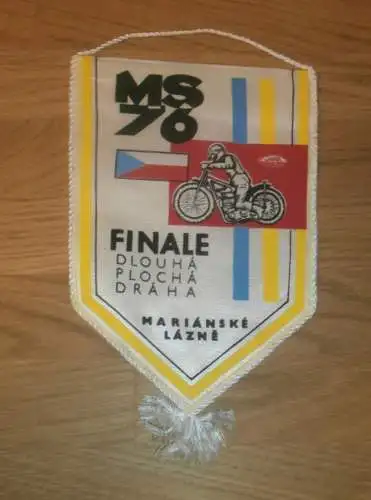 MS
76
FINALE
DLOUHÁ
PLOCHÁ
DRÁHA
MARIÁNSKÉ
LÁZNĚ